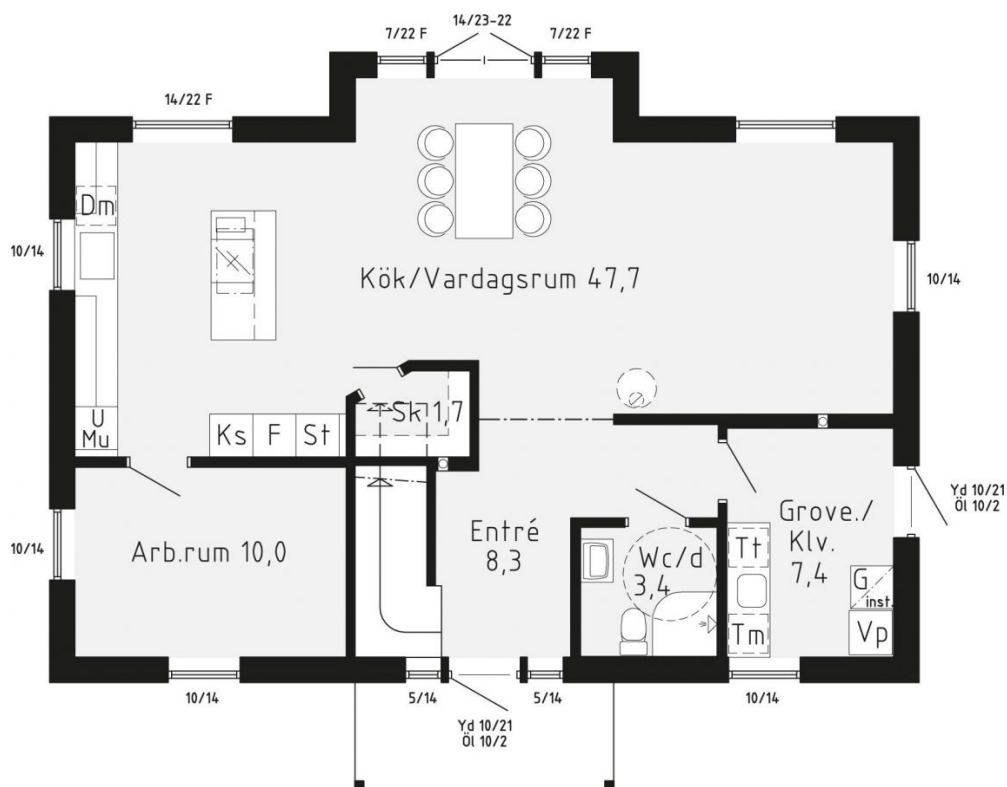 14/23-22
7/22 F
7/22 F
14/22 F
Dm
10/14
Kök/Vardagsrum 47,7
10/14
U
Mu
Ks
F
St
Sk 1,7
10/14
Arb.rum 10,0
Entré
8,3
Wc/d
3,4
Grove./
Klv.
7,4
Tt
Tm
G
inst.
Vp
Yd 10/21
Öl 10/2
10/14
5/14
5/14
10/14
Yd 10/21
Öl 10/2